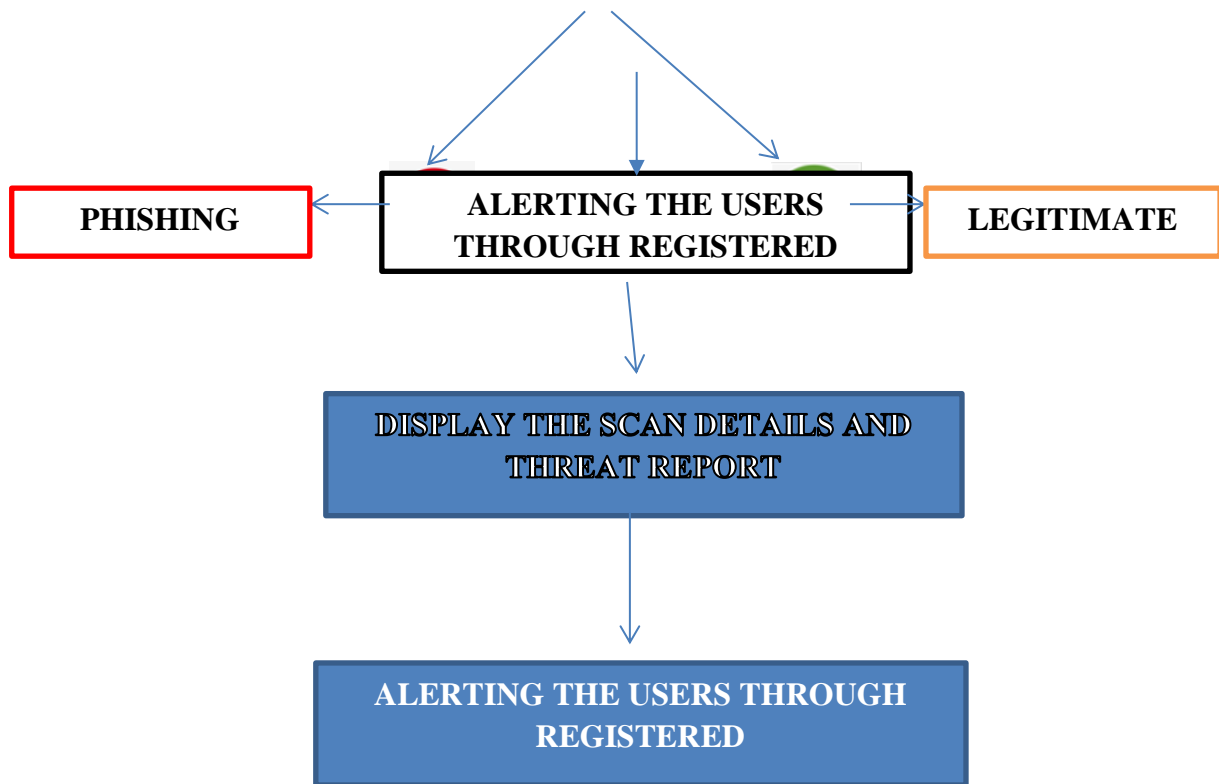 PHISHING
ALERTING THE USERS
THROUGH REGISTERED
LEGITIMATE
DISPLAY THE SCAN DETAILS AND
THREAT REPORT
ALERTING THE USERS THROUGH
REGISTERED